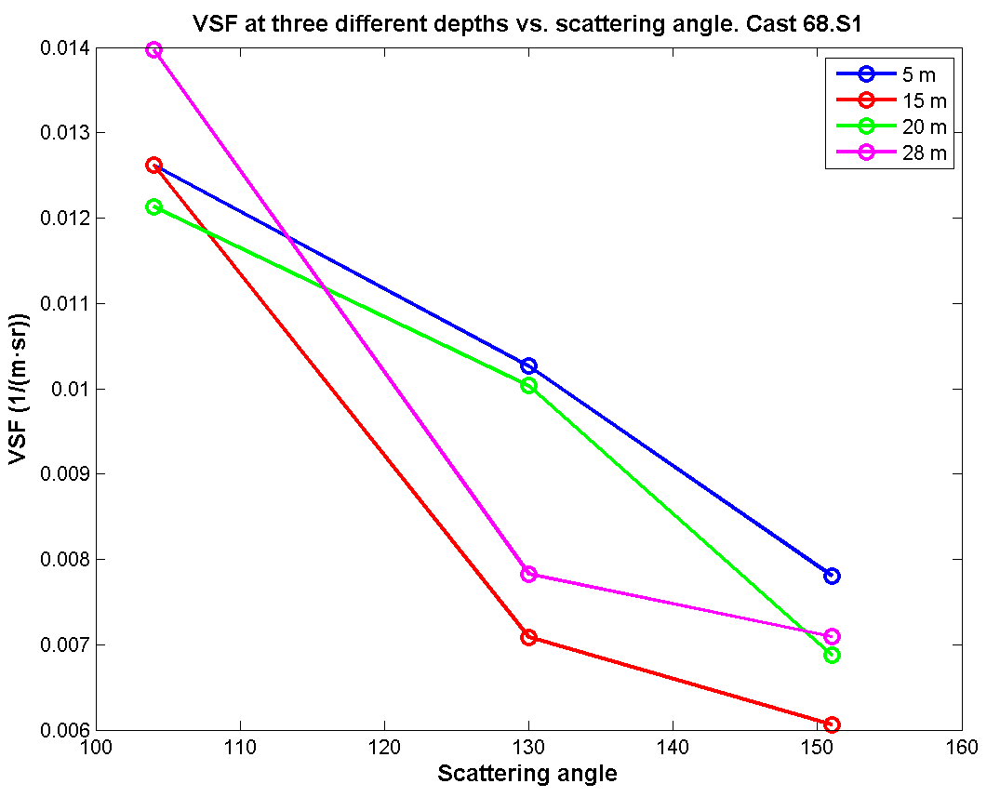 VSF at three different depths vs. scattering angle. Cast 68.S1
0.014
0.013
0.012
0.011
0.01
0.009
0.008
0.007
0.006
VSF (1/(m·sr))
5 m
15 m
20 m
28 m
100 110 120 130 140 150 160
Scattering angle